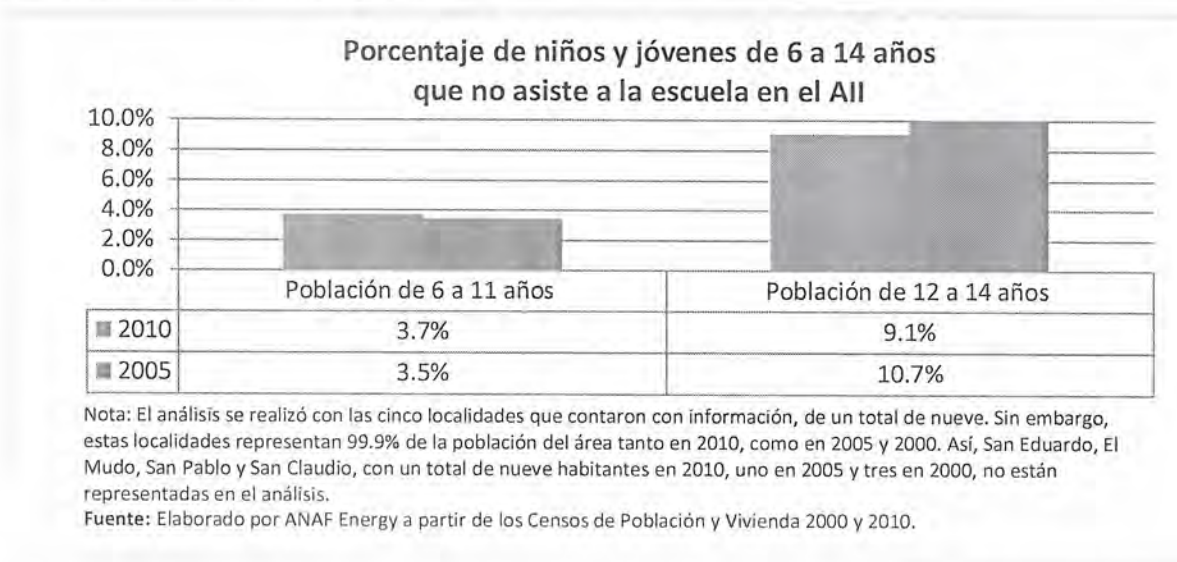 Porcentaje de niños y jóvenes de 6 a 14 años
que no asiste a la escuela en el AII
10.0%
8.0%
6.0%
4.0%
2.0%
0.0%
Población de 6 a 11 años Población de 12 a 14 años
2010 3.7% 9.1%
2005 3.5% 10.7%
Nota: El análisis se realizó con las cinco localidades que contaron con información, de un total de nueve. Sin embargo,
estas localidades representan 99.9% de la población del área tanto en 2010, como en 2005 y 2000. Así, San Eduardo, El
Mudo, San Pablo y San Claudio, con un total de nueve habitantes en 2010, uno en 2005 y tres en 2000, no están
representadas en el análisis.
Fuente: Elaborado por ANAF Energy a partir de los Censos de Población y Vivienda 2000 y 2010.